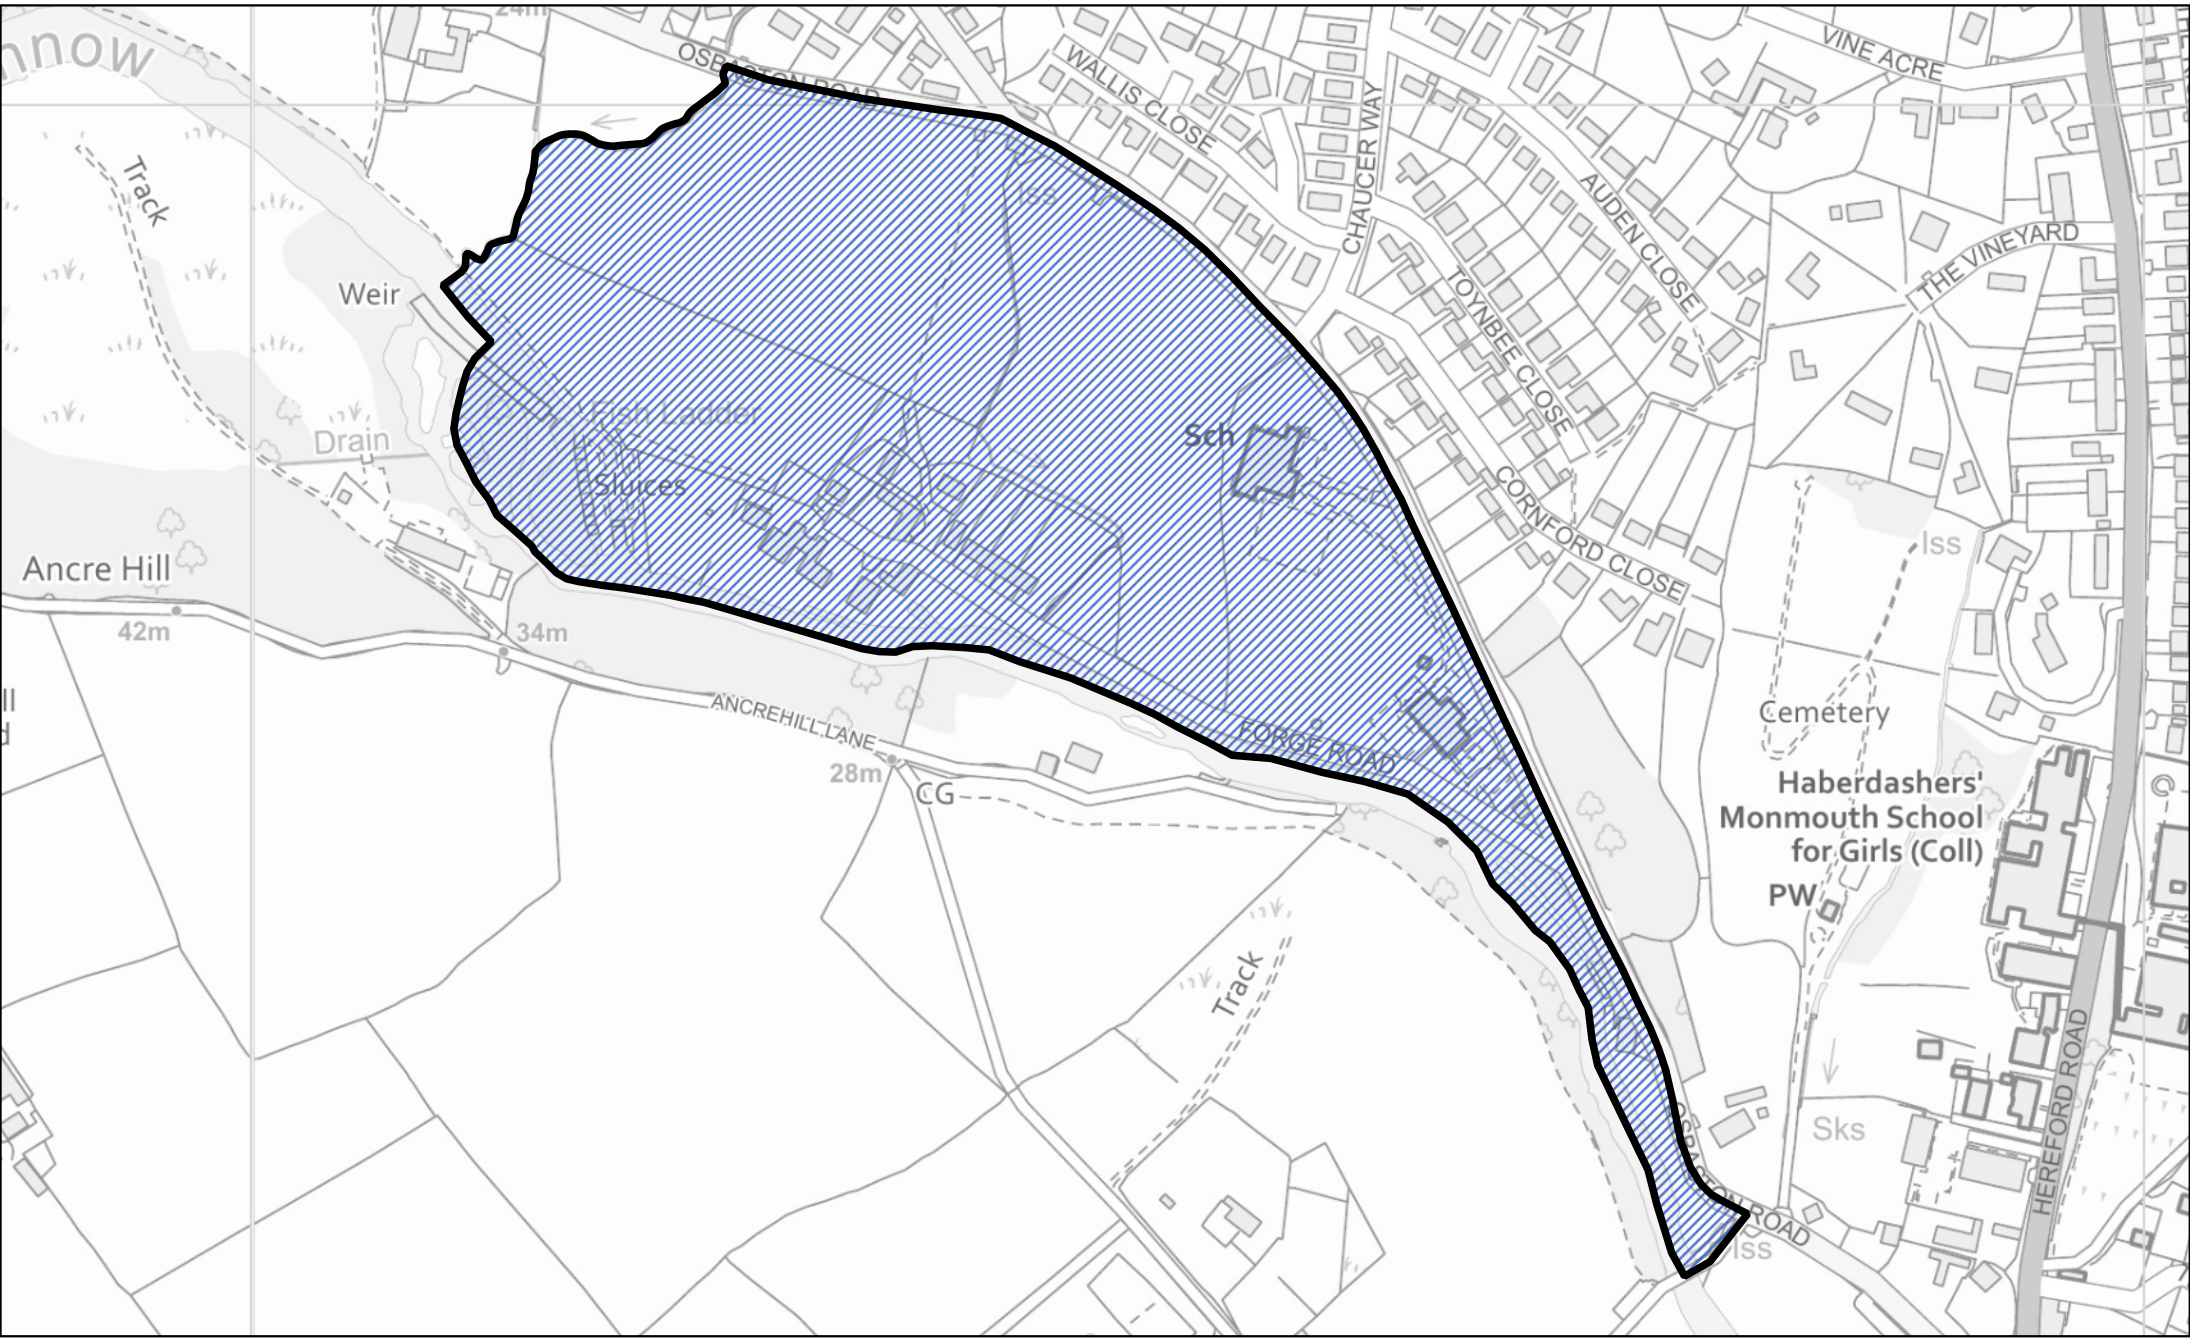 24m
nnow
OSBASTON ROAD
WALLIS CLOSE
VINE ACRE
CHAUCER WAY
Track
Iss
AUDEN CLOSE
THE VINEYARD
Weir
TOYNBEE CLOSE
Fish Ladder
Sch
Drain
Sluices
CORNFORD CLOSE
Iss
Ancre Hill
42m
34m
ll
d
ANCREHILL LANE
FORGE ROAD
Cemetery
28m
CG
Haberdashers'
Monmouth School
for Girls (Coll)
PW
Track
HEREFORD ROAD
Sks
OSBASTON ROAD
Iss